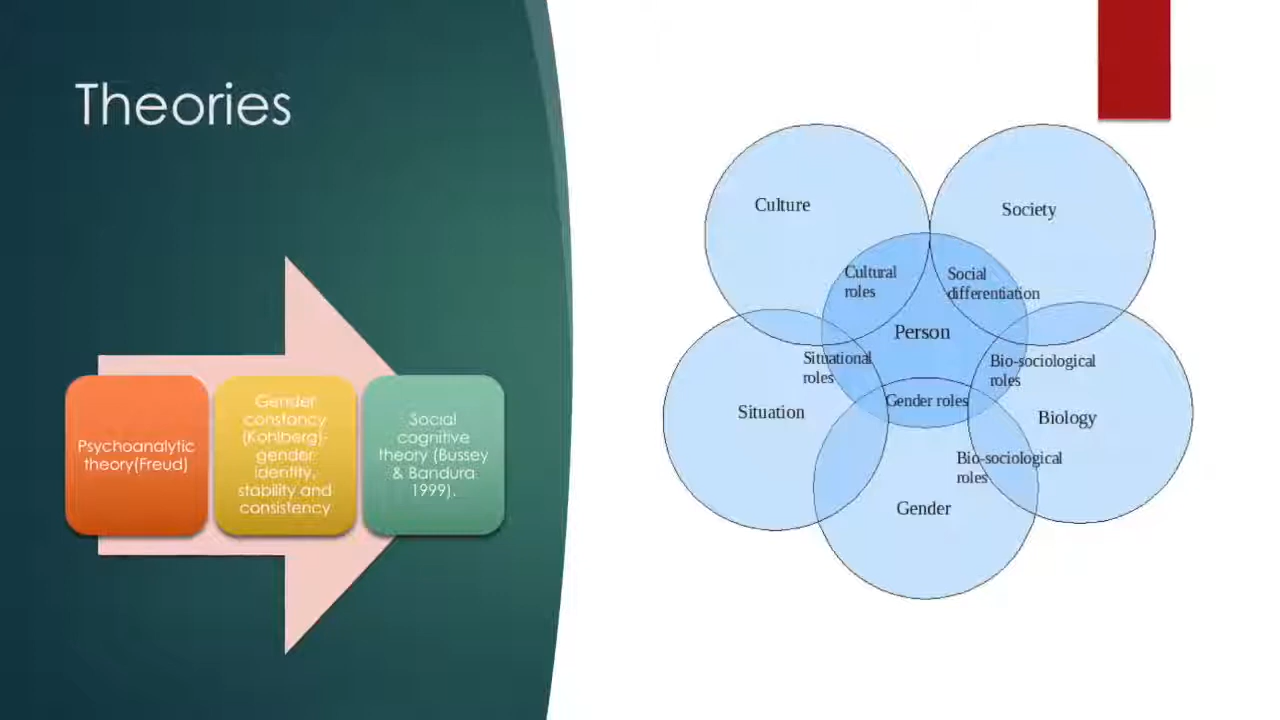 Theories
Psychoanalytic
theory(Freud)
Gender
constancy
(Kohlberg)-
gender
identity,
stability and
consistency
Social
cognitive
theory (Bussey
& Bandura
1999).
Culture
Society
Cultural
roles
Social
differentiation
Person
Situational
roles
Bio-sociological
roles
Gender roles
Situation
Biology
Bio-sociological
roles
Gender